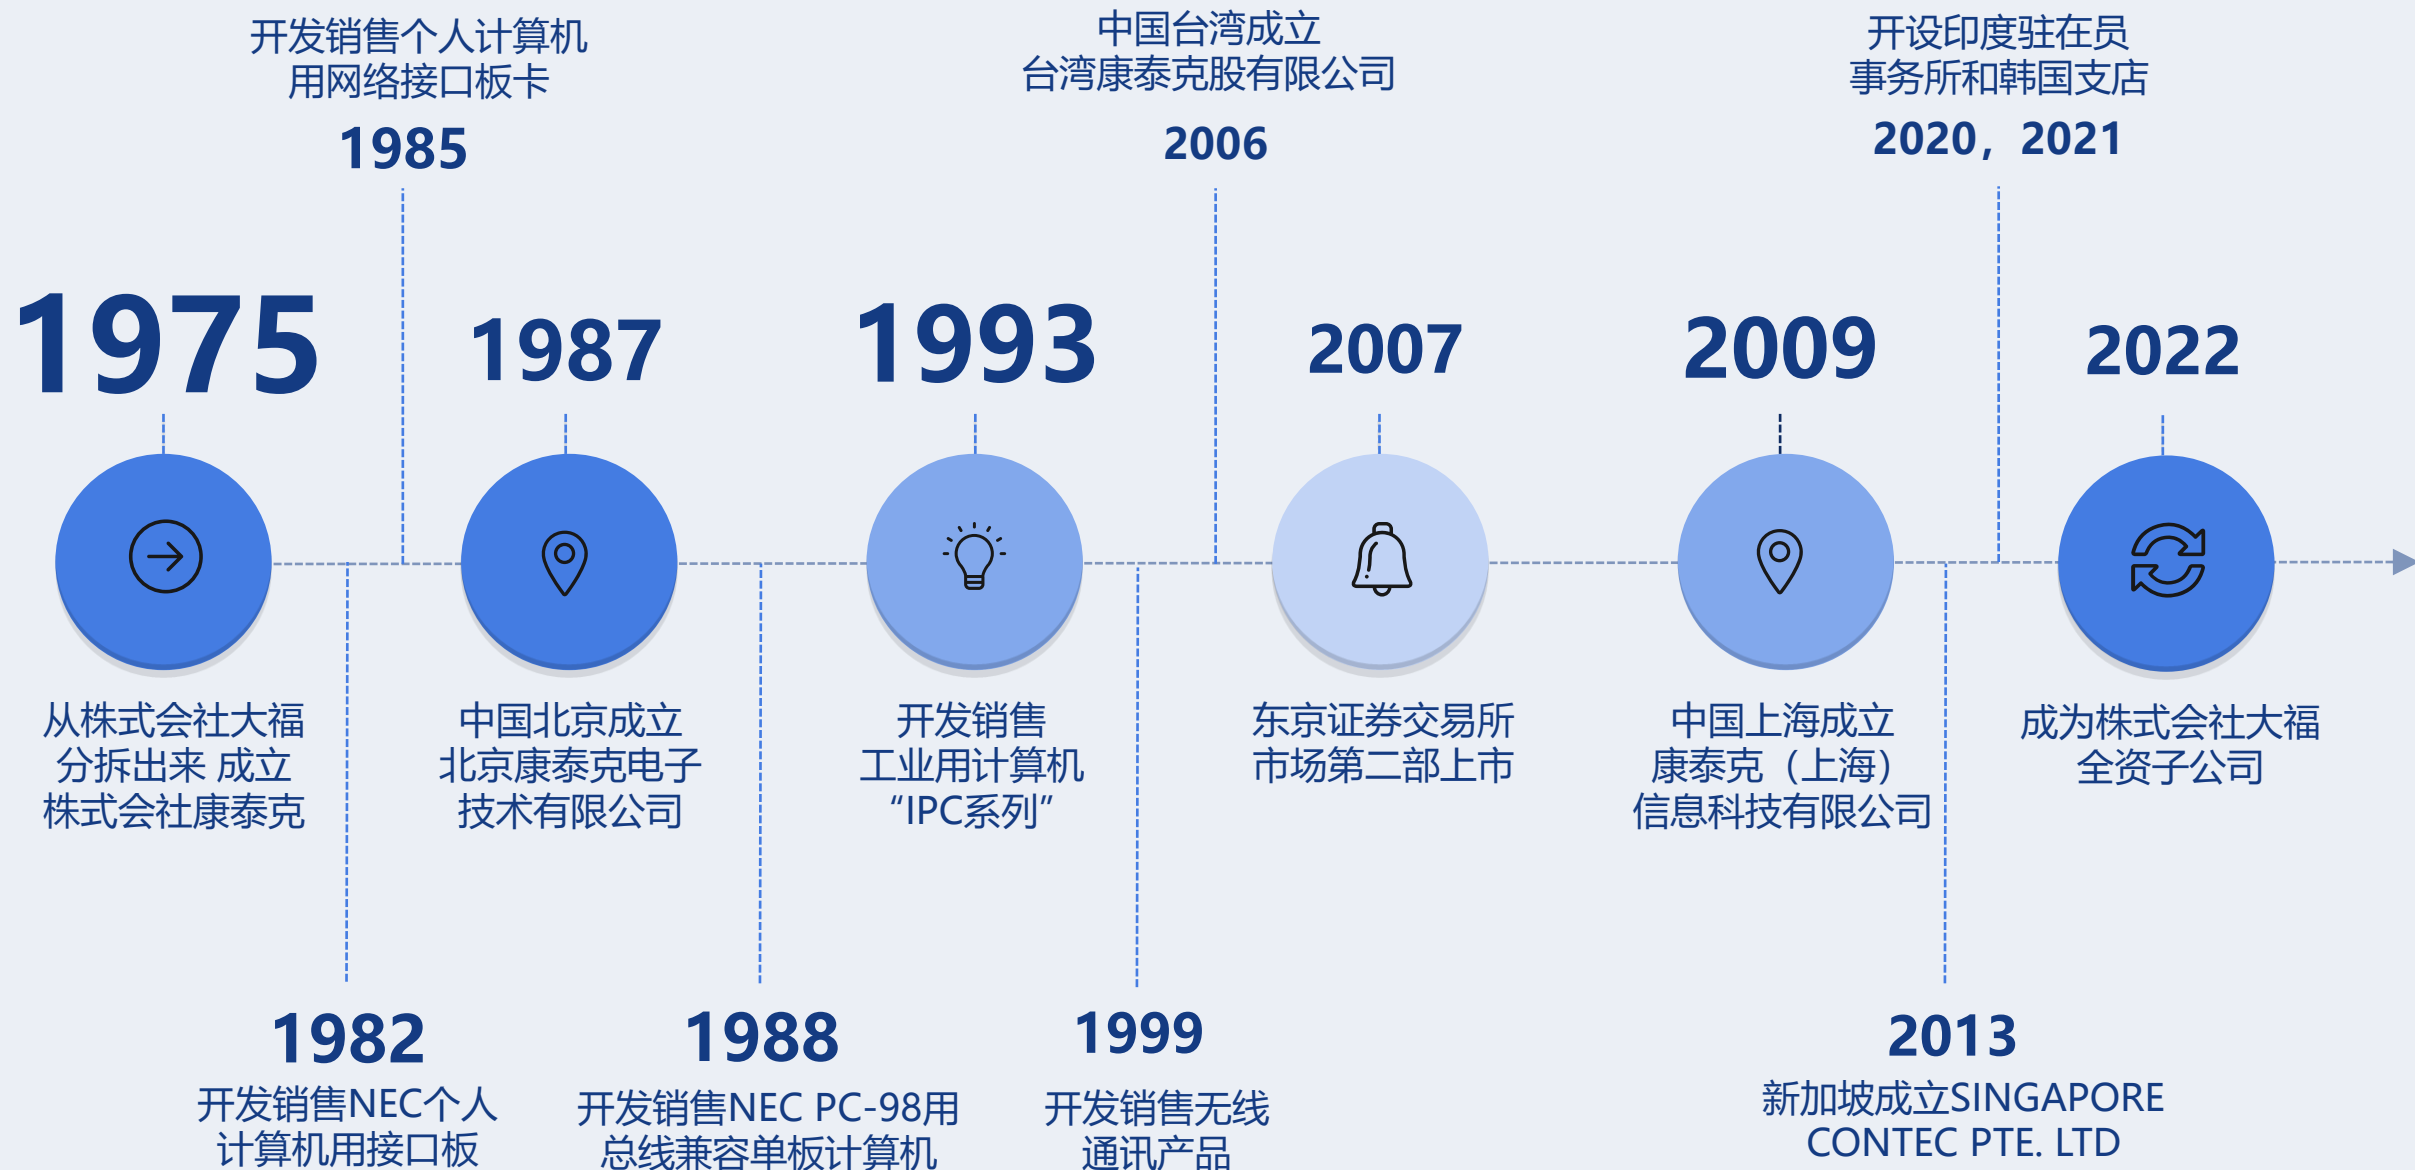 开发销售个人计算机
用网络接口板卡
1985
中国台湾成立
台湾康泰克股有限公司
2006
开设印度驻在员
事务所和韩国支店
2020，2021
1975
1987
1993
2007
2009
2022
从株式会社大福
分拆出来 成立
株式会社康泰克
中国北京成立
北京康泰克电子
技术有限公司
开发销售
工业用计算机
“IPC系列”
东京证券交易所
市场第二部上市
中国上海成立
康泰克（上海）
信息科技有限公司
成为株式会社大福
全资子公司
1982
开发销售NEC个人
计算机用接口板
1988
开发销售NEC PC-98用
总线兼容单板计算机
1999
开发销售无线
通讯产品
2013
新加坡成立SINGAPORE
CONTEC PTE. LTD